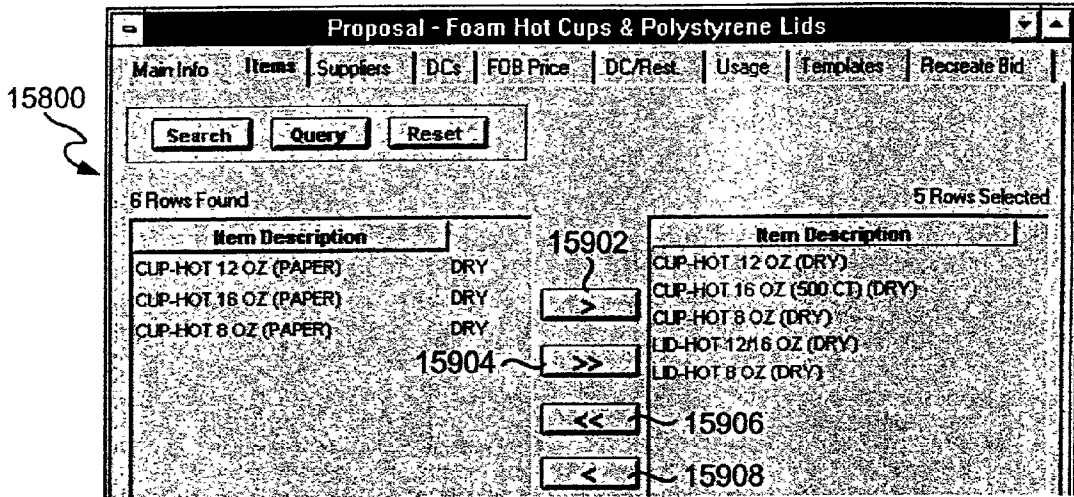 Proposal - Foam Hot Cups & Polystyrene Lids
Main Info Items Suppliers DCs FOB Price DC/Rest. Usage Templates Recreate Bid
15800
Search Query Reset
6 Rows Found
5 Rows Selected
Item Description
CUP-HOT 12 OZ (PAPER) DRY
CUP-HOT 16 OZ (PAPER) DRY
CUP-HOT 8 OZ (PAPER) DRY
15902
>
15904
>>
<<
15906
<
15908
Item Description
CUP-HOT 12 OZ (DRY)
CUP-HOT 16 OZ (500 CT) (DRY)
CUP-HOT 8 OZ (DRY)
LID-HOT 12/16 OZ (DRY)
LID-HOT 8 OZ (DRY)